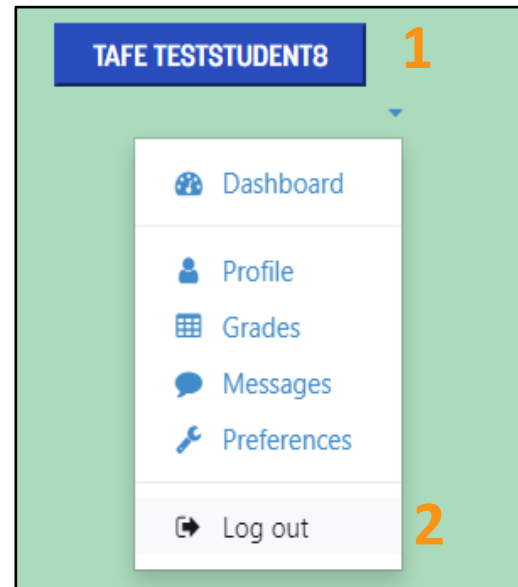 TAFE TESTSTUDENT8 1
Dashboard
Profile
Grades
Messages
Preferences
Log out 2